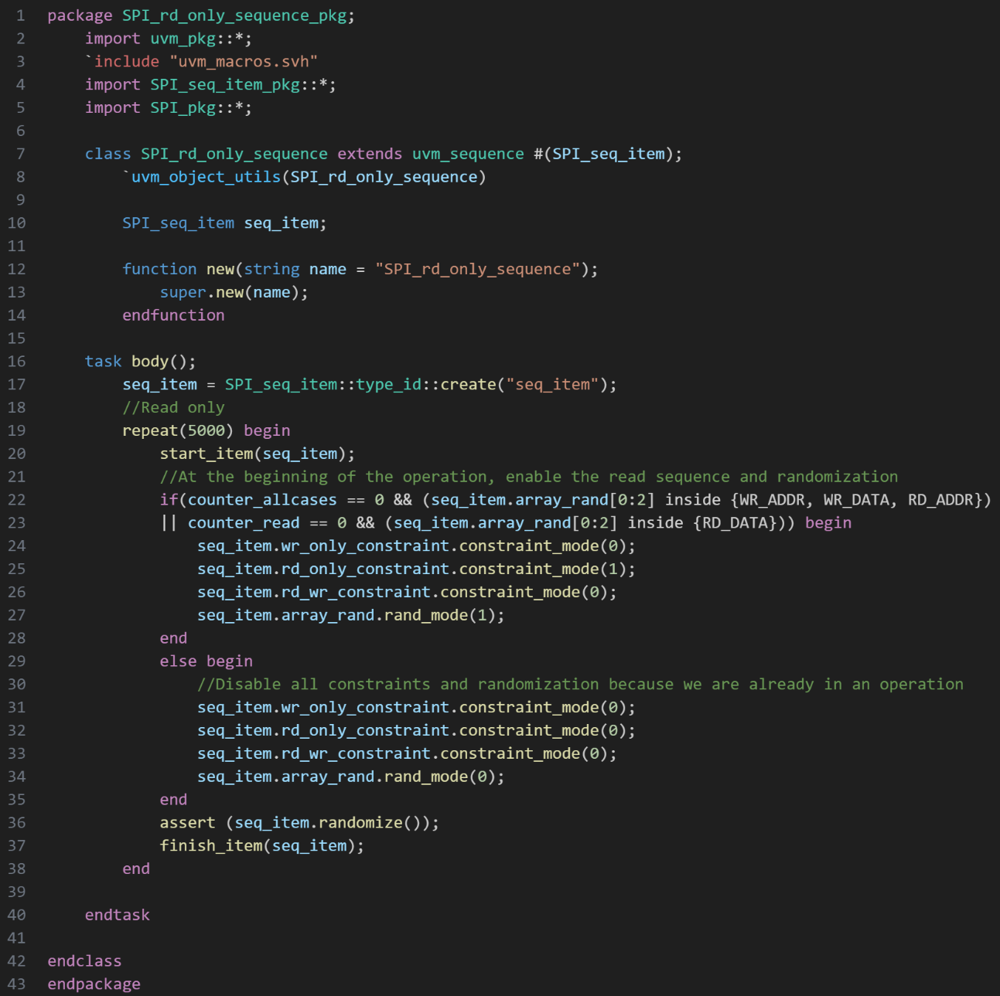 1 package SPI_rd_only_sequence_pkg;
2     import uvm_pkg::*;
3     `include "uvm_macros.svh"
4     import SPI_seq_item_pkg::*;
5     import SPI_pkg::*;
6
7     class SPI_rd_only_sequence extends uvm_sequence #(SPI_seq_item);
8         `uvm_object_utils(SPI_rd_only_sequence)
9
10         SPI_seq_item seq_item;
11
12         function new(string name = "SPI_rd_only_sequence");
13             super.new(name);
14         endfunction
15
16     task body();
17         seq_item = SPI_seq_item::type_id::create("seq_item");
18         //Read only
19         repeat(5000) begin
20             start_item(seq_item);
21             //At the beginning of the operation, enable the read sequence and randomization
22             if(counter_allcases == 0 && (seq_item.array_rand[0:2] inside {WR_ADDR, WR_DATA, RD_ADDR})
23             || counter_read == 0 && (seq_item.array_rand[0:2] inside {RD_DATA})) begin
24                 seq_item.wr_only_constraint.constraint_mode(0);
25                 seq_item.rd_only_constraint.constraint_mode(1);
26                 seq_item.rd_wr_constraint.constraint_mode(0);
27                 seq_item.array_rand.rand_mode(1);
28             end
29             else begin
30                 //Disable all constraints and randomization because we are already in an operation
31                 seq_item.wr_only_constraint.constraint_mode(0);
32                 seq_item.rd_only_constraint.constraint_mode(0);
33                 seq_item.rd_wr_constraint.constraint_mode(0);
34                 seq_item.array_rand.rand_mode(0);
35             end
36             assert (seq_item.randomize());
37             finish_item(seq_item);
38         end
39
40     endtask
41
42 endclass
43 endpackage